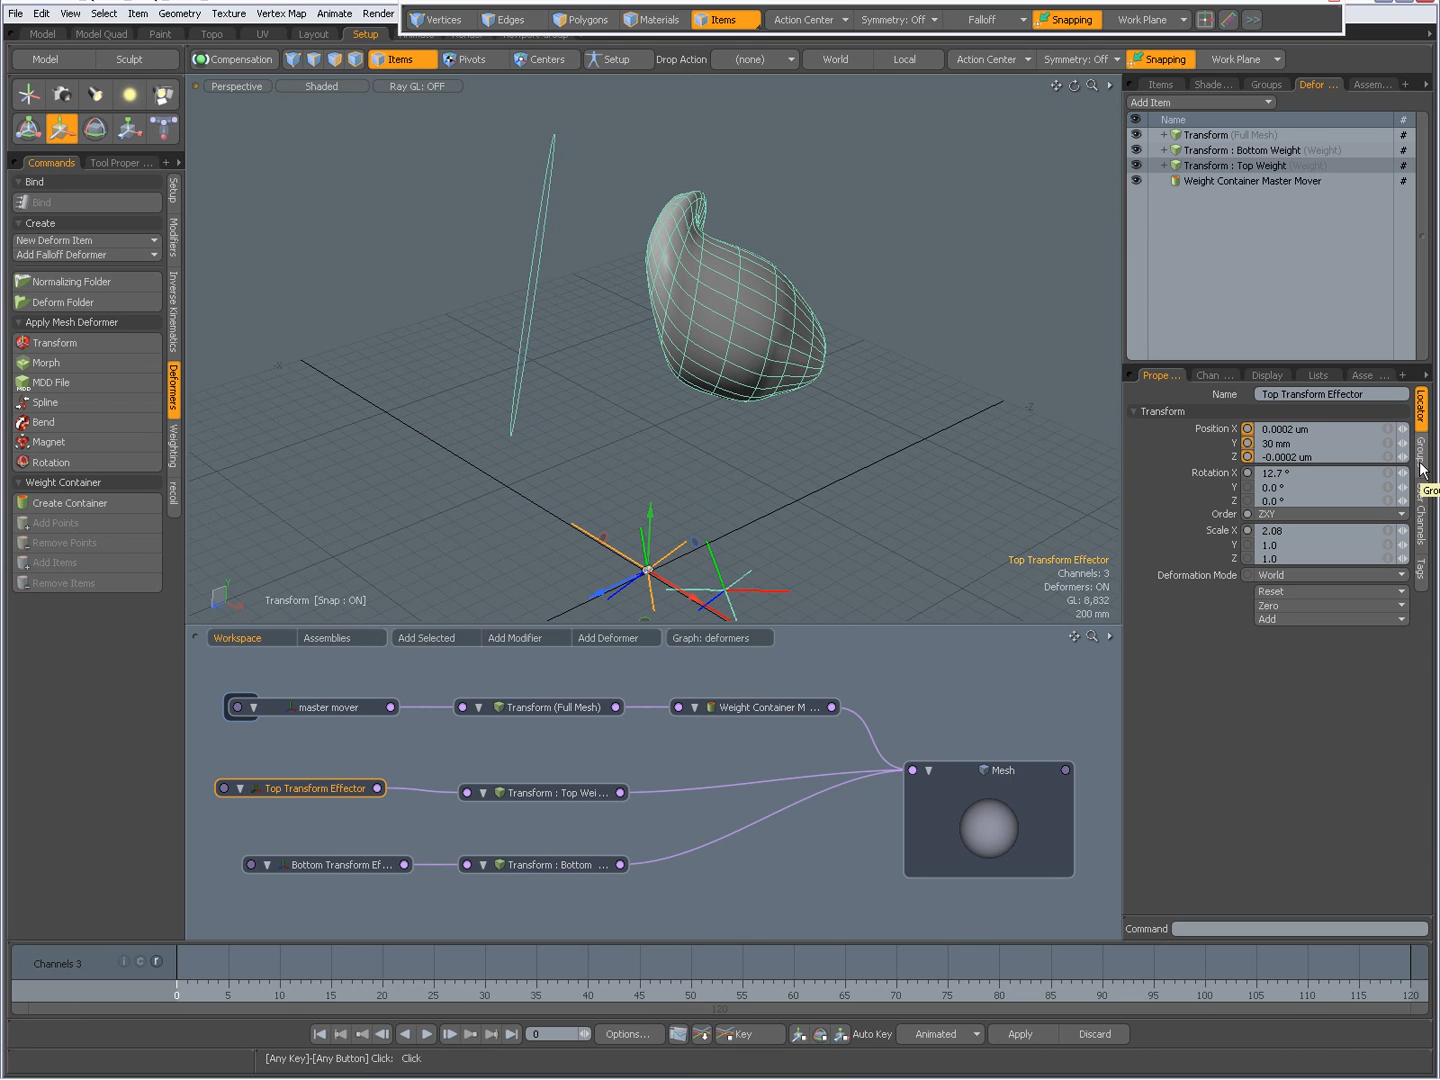 File Edit View Select Item Geometry Texture Vertex Map Animate Render
Vertices Edges Polygons Materials Items Action Center Symmetry: Off Falloff Snapping Work Plane >>
Model Model Quad Paint Topo UV Layout Setup
Model Sculpt Compensation Items Pivots Centers Setup Drop Action (none) World Local Action Center Symmetry: Off Snapping Work Plane
Perspective Shaded Ray GL: OFF
Items Shade... Groups Defor ... Assem... +
Add Item
Name #
Transform (Full Mesh) #
Transform : Bottom Weight (Weight) #
Transform : Top Weight (Weight) #
Weight Container Master Mover #
Commands Tool Proper ... +
Bind
Bind
Create
New Deform Item
Add Falloff Deformer
Normalizing Folder
Deform Folder
Apply Mesh Deformer
Transform
Morph
MDD File
Spline
Bend
Magnet
Rotation
Weight Container
Create Container
Add Points
Remove Points
Add Items
Remove Items
Setup
Modifiers
Inverse Kinematics
Deformers
Weighting
recoil
-X
-Z
Y
Transform [Snap : ON]
Top Transform Effector
Channels: 3
Deformers: ON
GL: 8,832
200 mm
Prope ... Chan ... Display Lists Asse ... +
Name Top Transform Effector
Transform
Position X 0.0002 um
Y 30 mm
Z -0.0002 um
Rotation X 12.7 °
Y 0.0 °
Z 0.0 °
Order ZXY
Scale X 2.08
Y 1.0
Z 1.0
Deformation Mode World
Reset
Zero
Add
Locator
Group
Channels
Tags
Grou
Workspace Assemblies Add Selected Add Modifier Add Deformer Graph: deformers
master mover Transform (Full Mesh) Weight Container M ...
Mesh
Top Transform Effector Transform : Top Wei ...
Bottom Transform Ef... Transform : Bottom ...
Command
Channels 3 i c r
0 5 10 15 20 25 30 35 40 45 50 55 60 65 70 75 80 85 90 95 100 105 110 115 120
120
0 Options... Key Auto Key Animated Apply Discard
[Any Key]-[Any Button] Click: Click